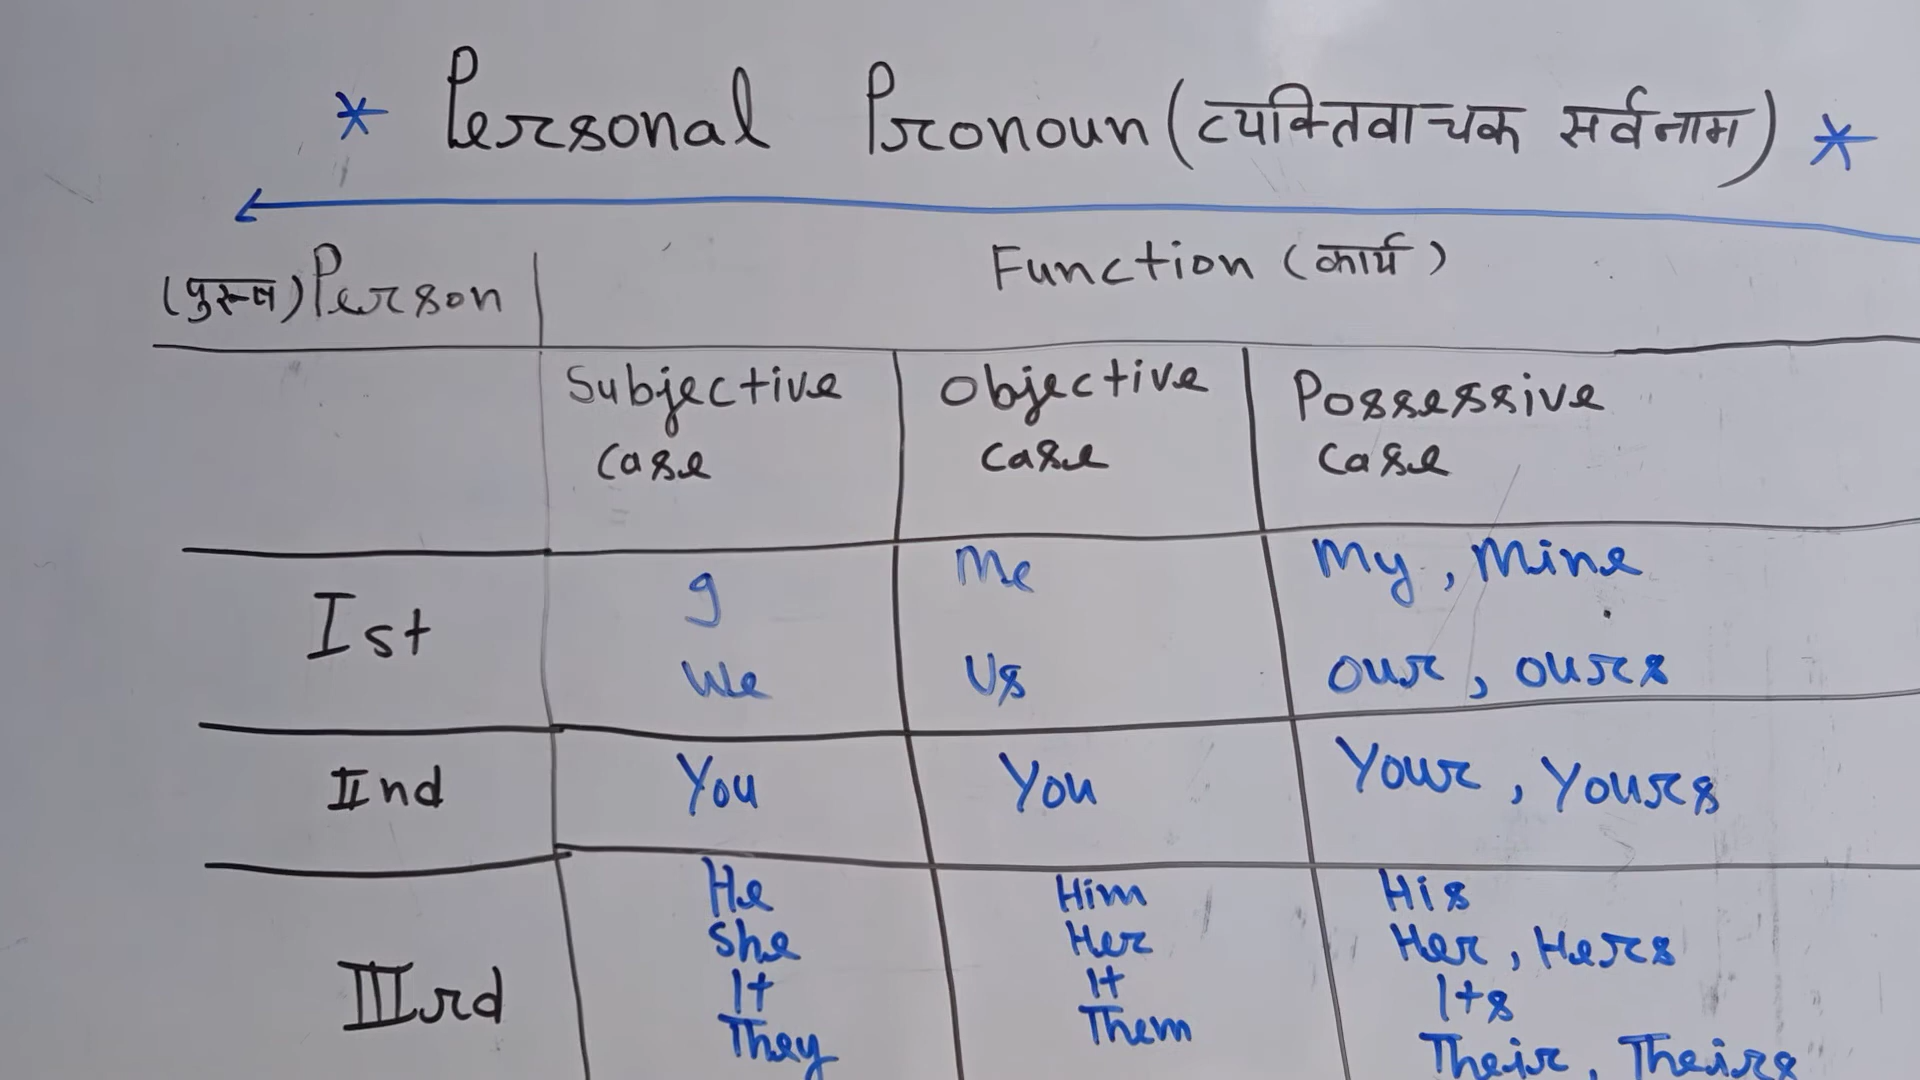 * Personal Pronoun (व्यक्तिवाचक सर्वनाम) *
(पुरूष) Person Function (कार्य)
Subjective case Objective case Possessive case
Ist I Me My, Mine
We Us Our, ours
IInd You You Your, Yours
IIIrd He Him His
She Her Her, Hers
It It Its
They Them Their, Theirs